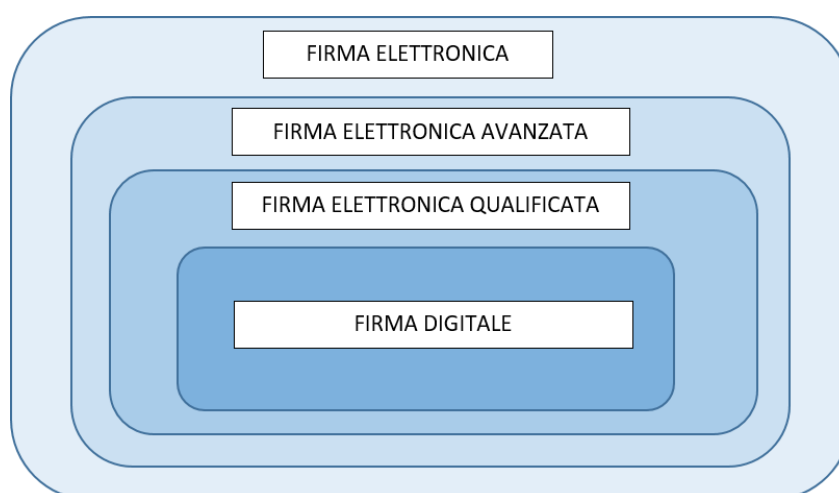 FIRMA ELETTRONICA
FIRMA ELETTRONICA AVANZATA
FIRMA ELETTRONICA QUALIFICATA
FIRMA DIGITALE